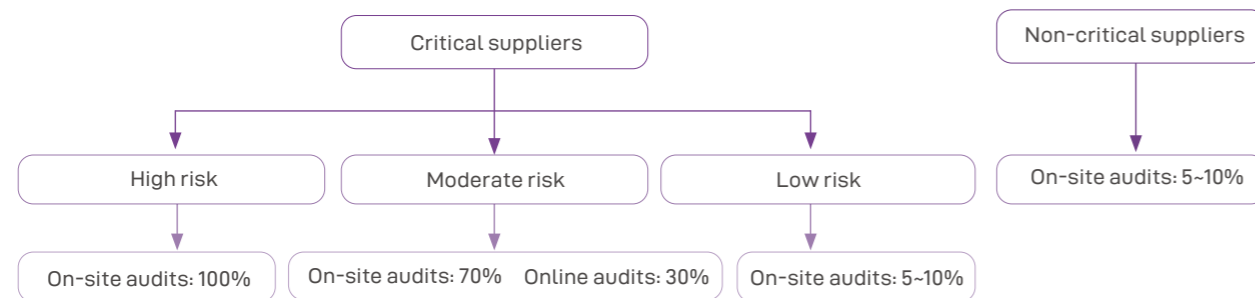 Critical suppliers
Non-critical suppliers
High risk
Moderate risk
Low risk
On-site audits: 5~10%
On-site audits: 100%
On-site audits: 70%    Online audits: 30%
On-site audits: 5~10%